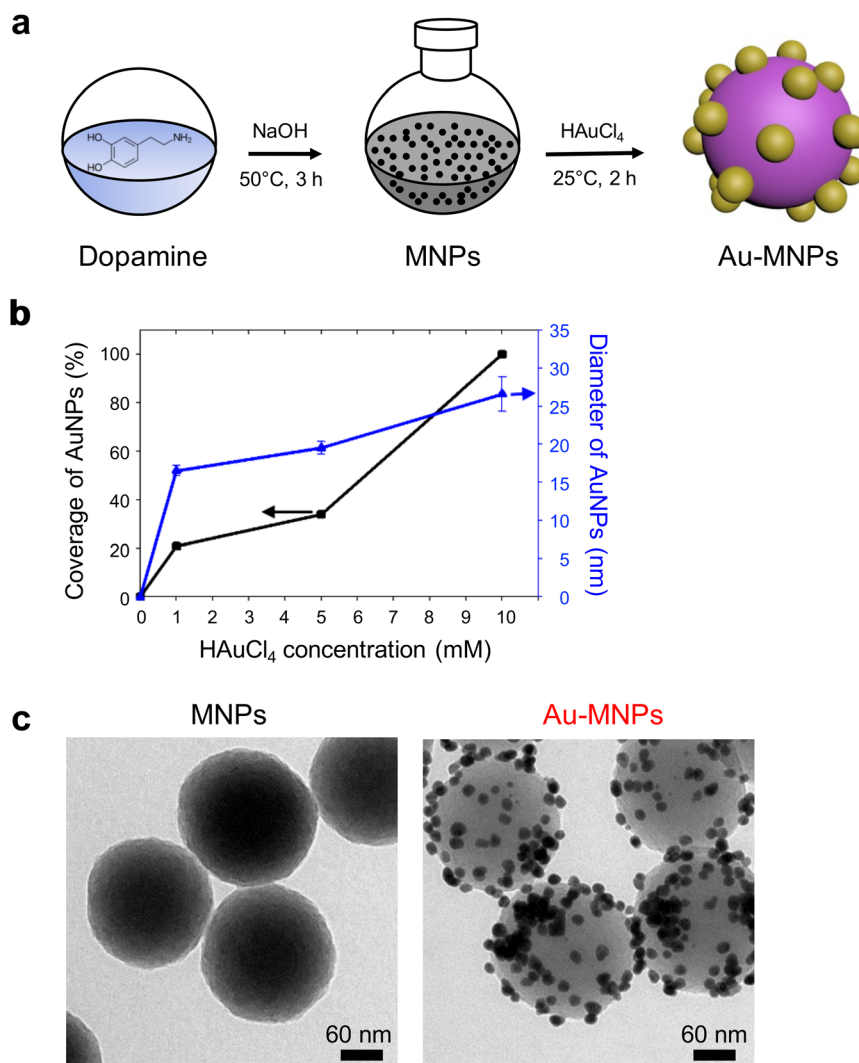 a
HO
NH₂
HO
NaOH
50°C, 3 h
HAuCl₄
25°C, 2 h
Dopamine
MNPs
Au-MNPs
b
Coverage of AuNPs (%)
100
80
60
40
20
0
0 1 2 3 4 5 6 7 8 9 10
HAuCl₄ concentration (mM)
35
30
25
20
15
10
5
0
Diameter of AuNPs (nm)
c
MNPs
Au-MNPs
60 nm
60 nm